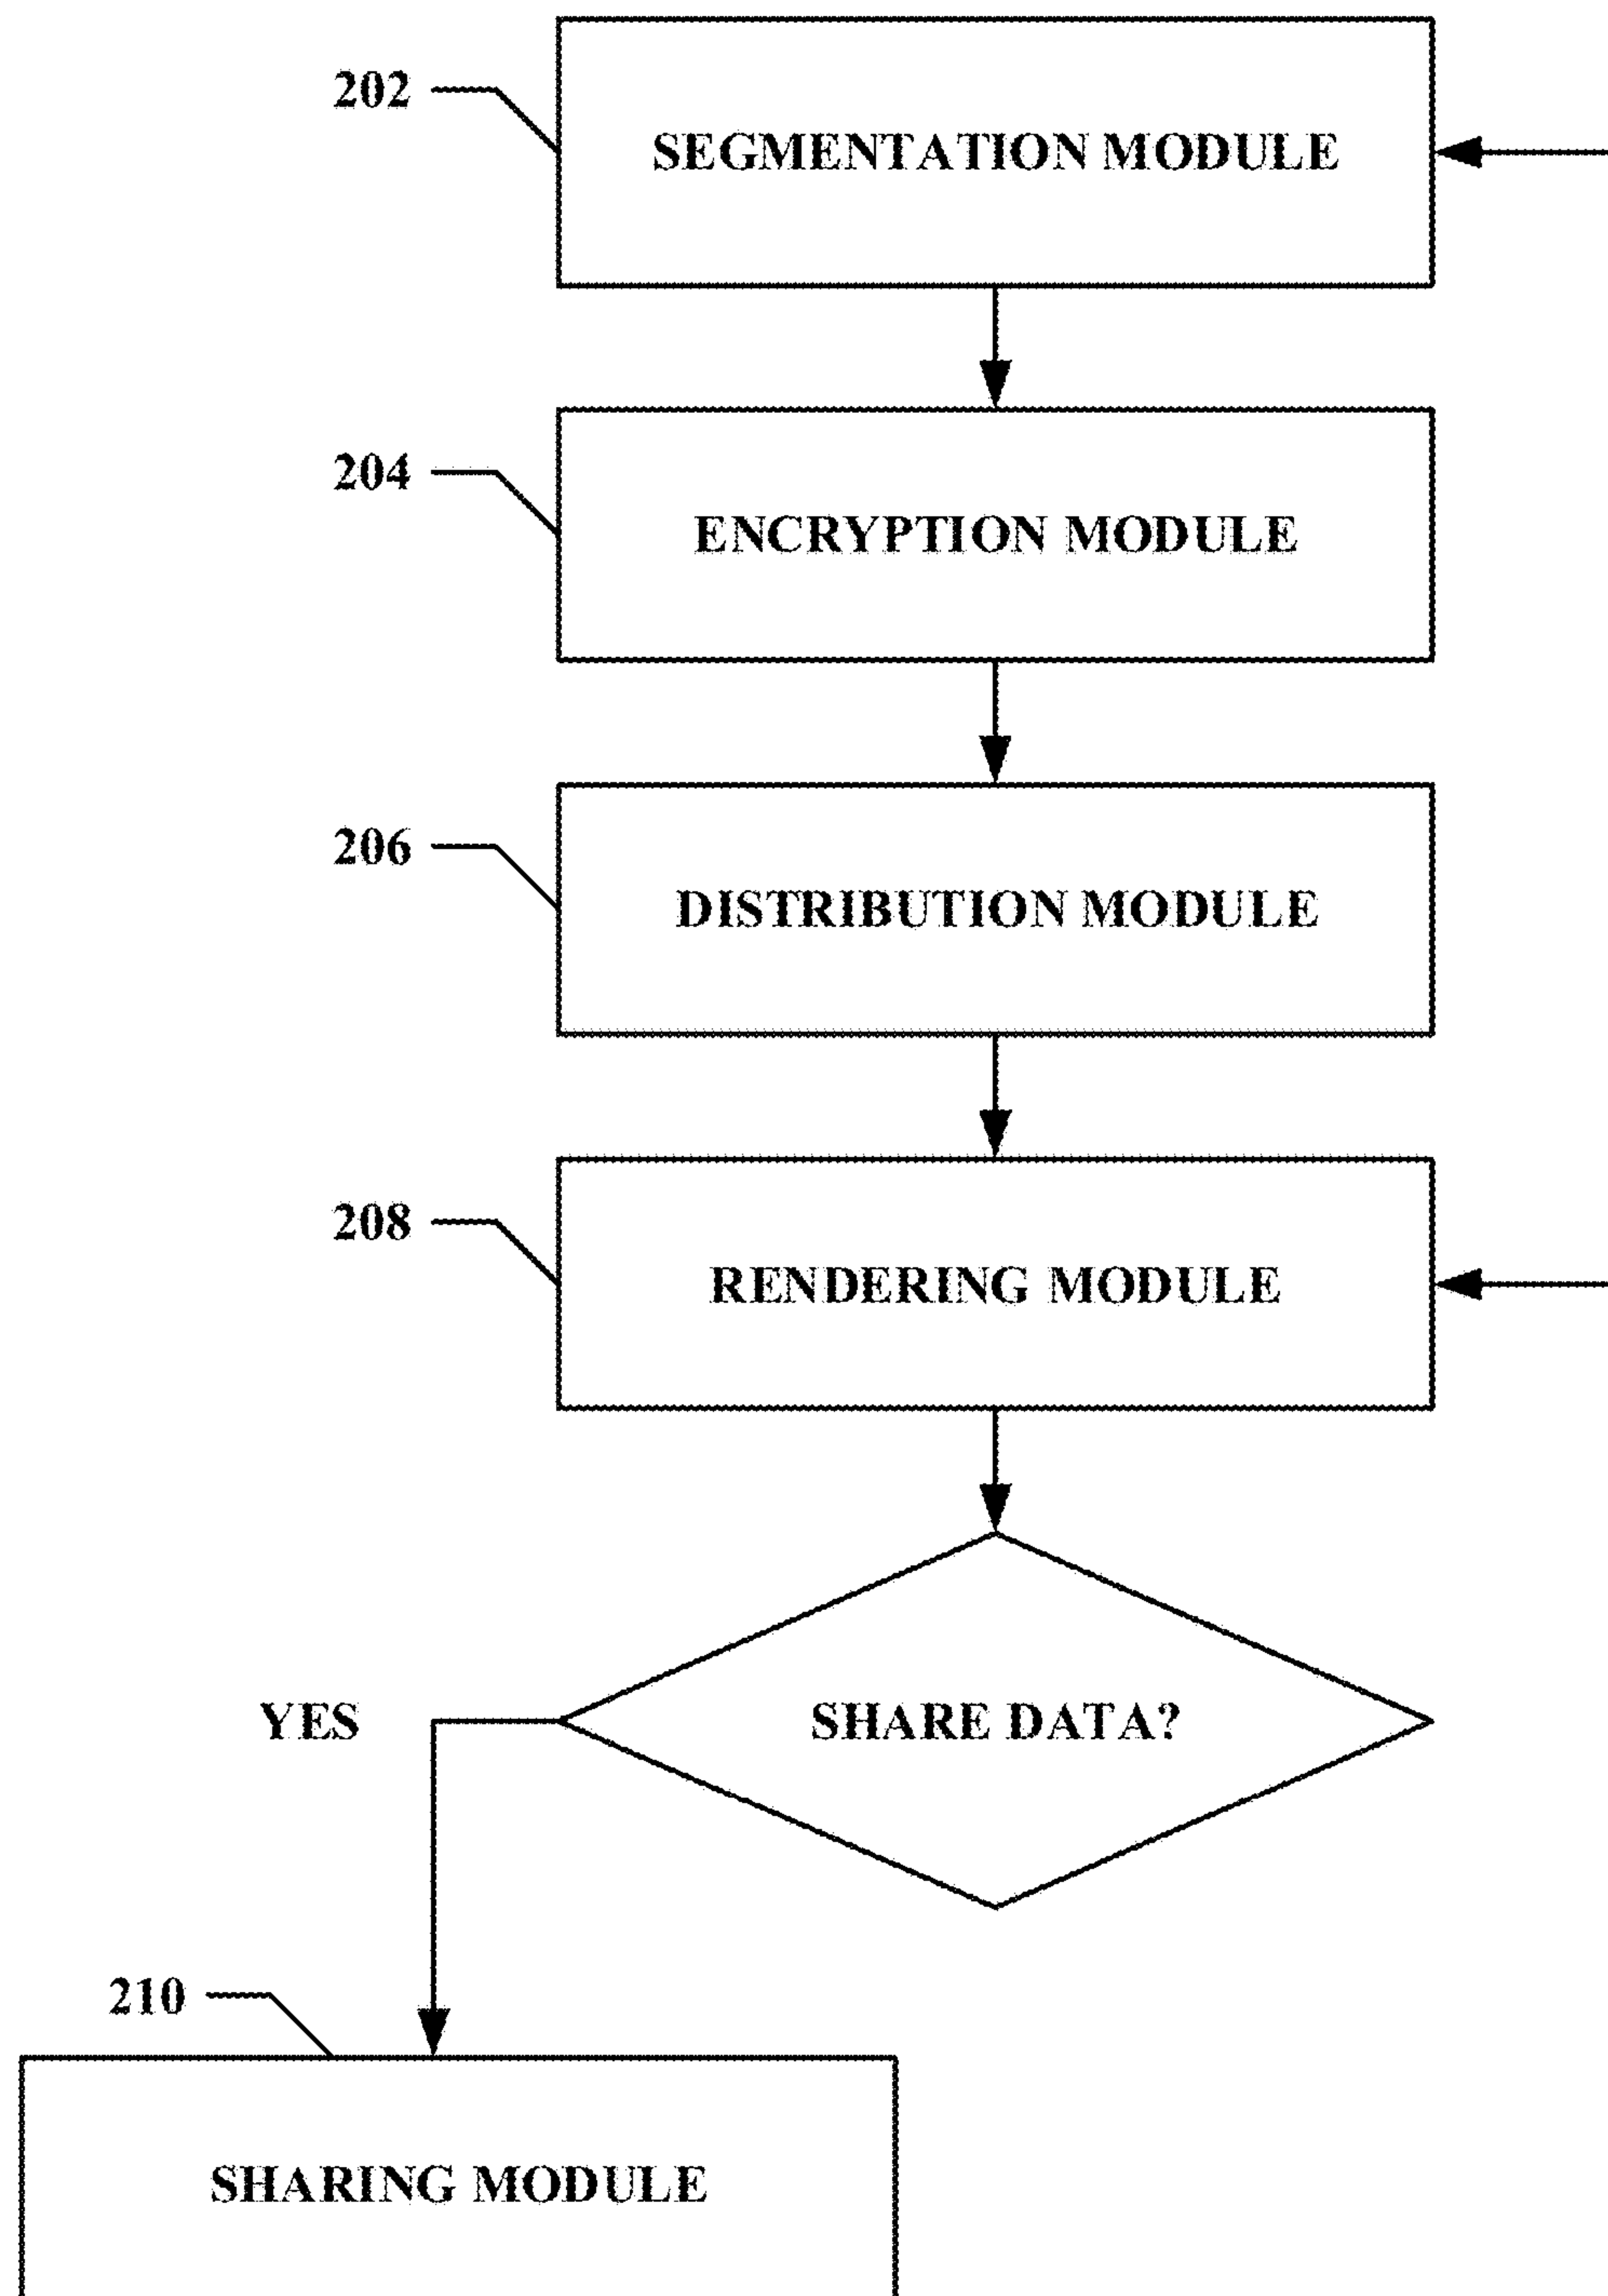 202
SEGMENTATION MODULE
204
ENCRYPTION MODULE
206
DISTRIBUTION MODULE
208
RENDERING MODULE
YES
SHARE DATA?
210
SHARING MODULE